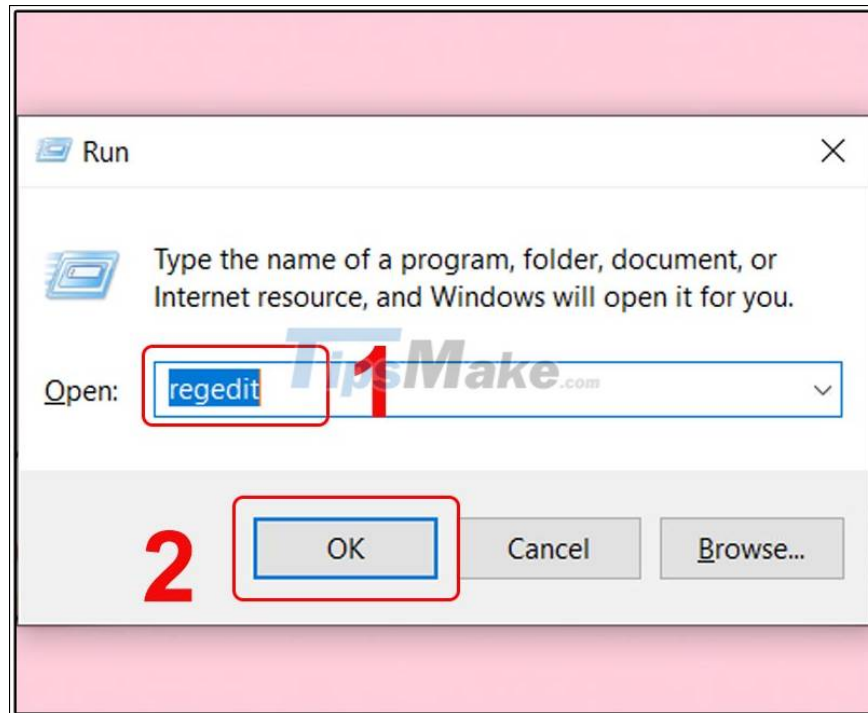 Run
Type the name of a program, folder, document, or
Internet resource, and Windows will open it for you.
TipsMake.com
Open: regedit 1
2 OK Cancel Browse...